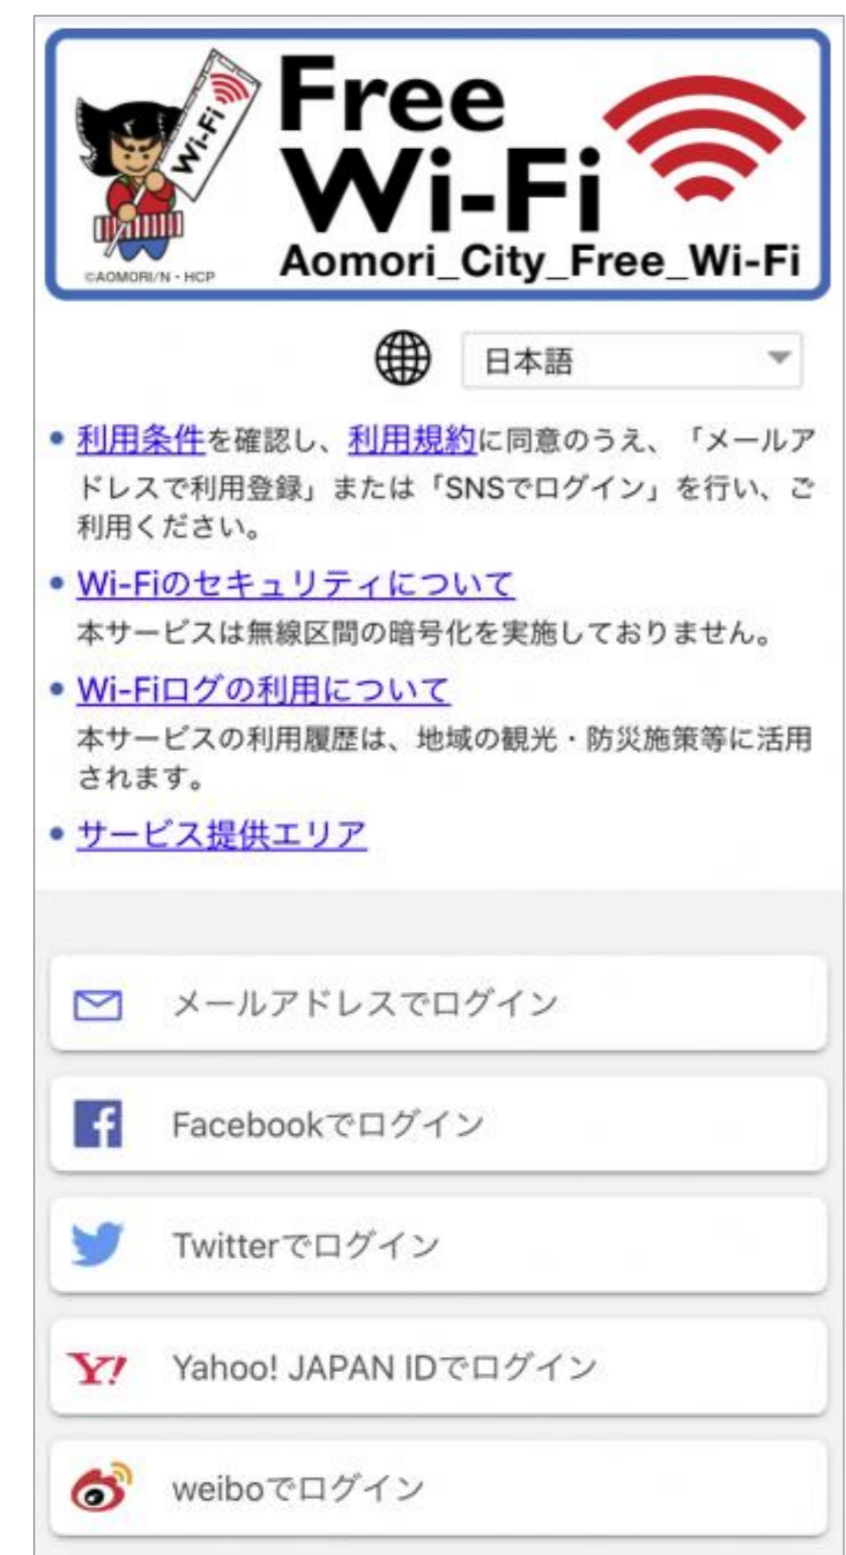 Wi-Fi
Free
Wi-Fi
©AOMORI/N・HCP
Aomori_City_Free_Wi-Fi
日本語
• 利用条件を確認し、利用規約に同意のうえ、「メールア
ドレスで利用登録」または「SNSでログイン」を行い、ご
利用ください。
• Wi-Fiのセキュリティについて
本サービスは無線区間の暗号化を実施しておりません。
• Wi-Fiログの利用について
本サービスの利用履歴は、地域の観光・防災施策等に活用
されます。
• サービス提供エリア
メールアドレスでログイン
Facebookでログイン
Twitterでログイン
Y! Yahoo! JAPAN IDでログイン
weiboでログイン